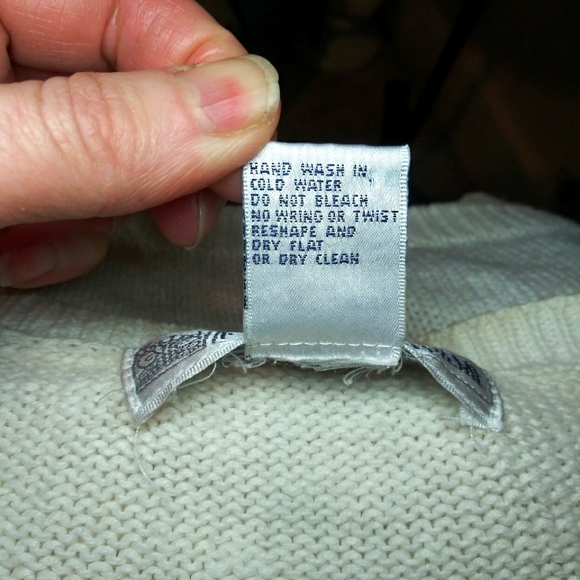 HAND WASH IN
COLD WATER
DO NOT BLEACH
NO WRING OR TWIST
RESHAPE AND
DRY FLAT
OR DRY CLEAN